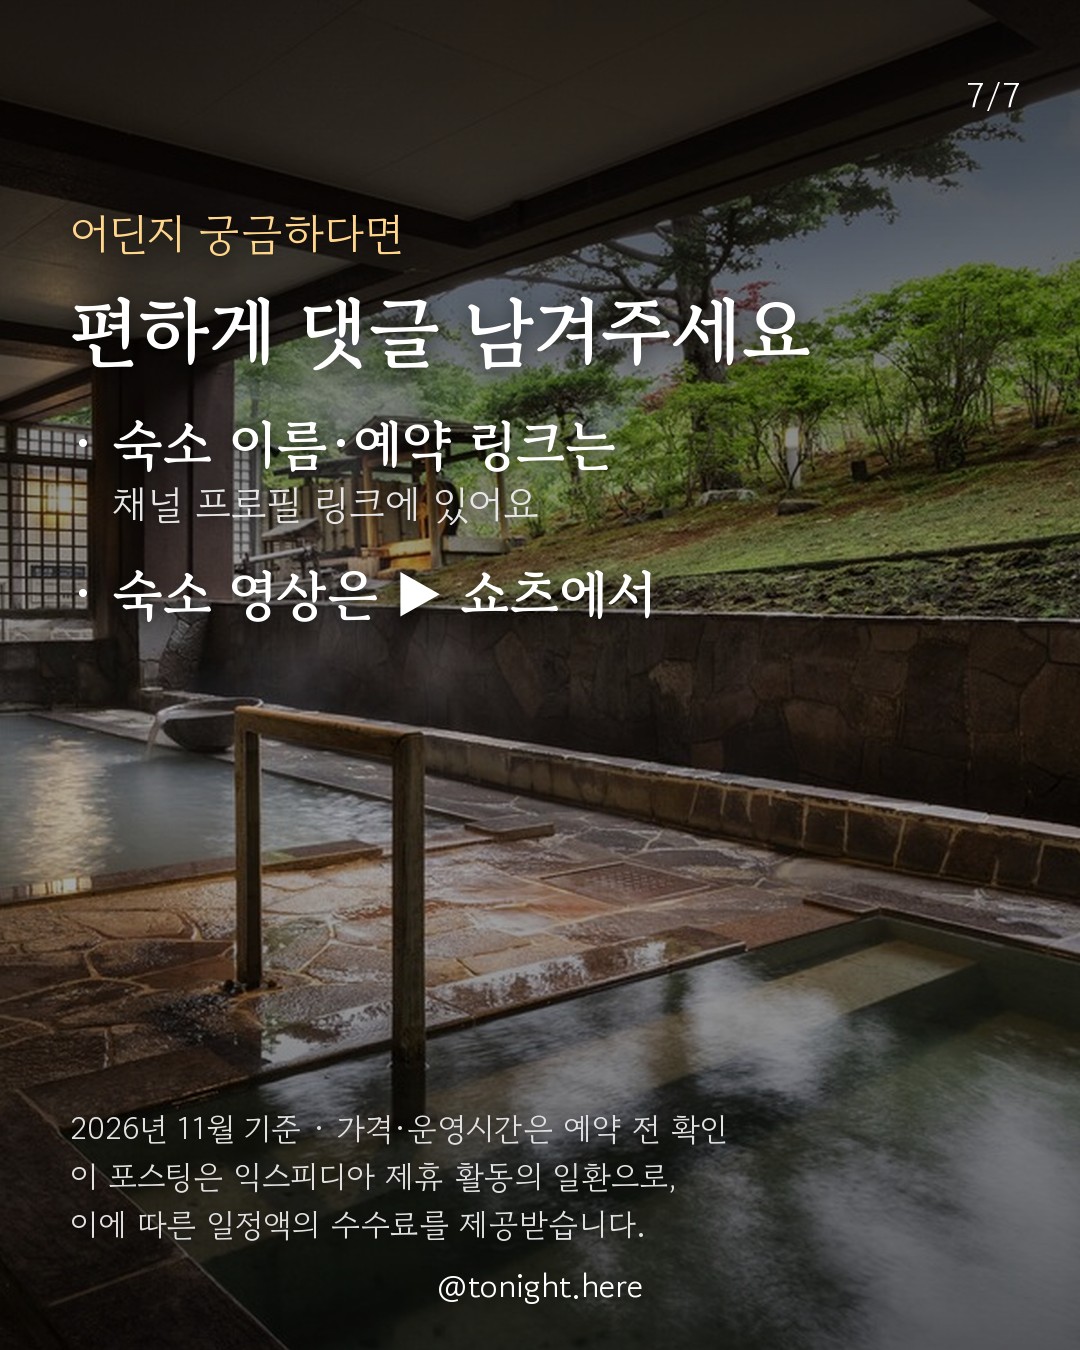 7/7
어딘지 궁금하다면
편하게 댓글 남겨주세요
· 숙소 이름·예약 링크는
채널 프로필 링크에 있어요
· 숙소 영상은 ▶ 쇼츠에서
2026년 11월 기준 · 가격·운영시간은 예약 전 확인
이 포스팅은 익스피디아 제휴 활동의 일환으로,
이에 따른 일정액의 수수료를 제공받습니다.
@tonight.here